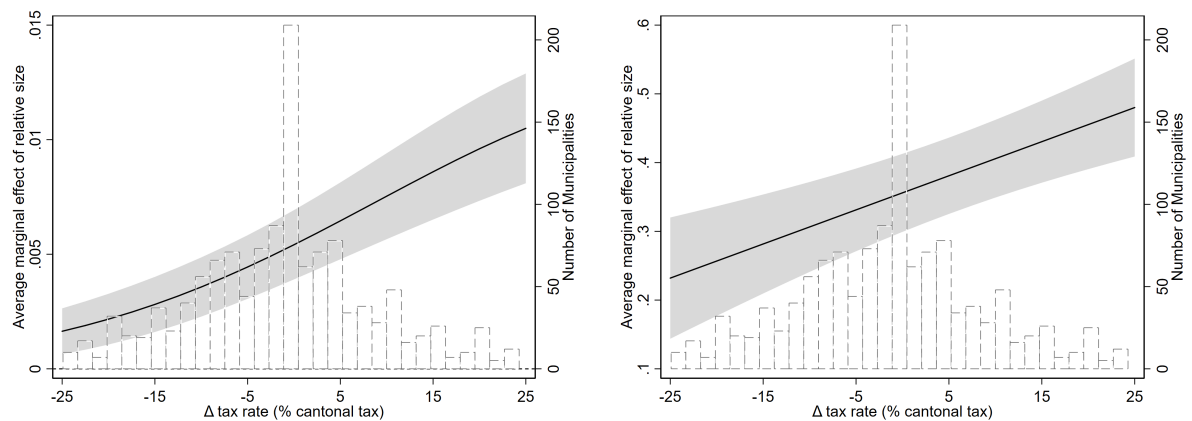 Average marginal effect of relative size
.015
.01
.005
0
200
150
100
50
0
Number of Municipalities
-25 -15 -5 5 15 25
Δ tax rate (% cantonal tax)
Average marginal effect of relative size
.6
.5
.4
.3
.2
.1
200
150
100
50
0
Number of Municipalities
-25 -15 -5 5 15 25
Δ tax rate (% cantonal tax)